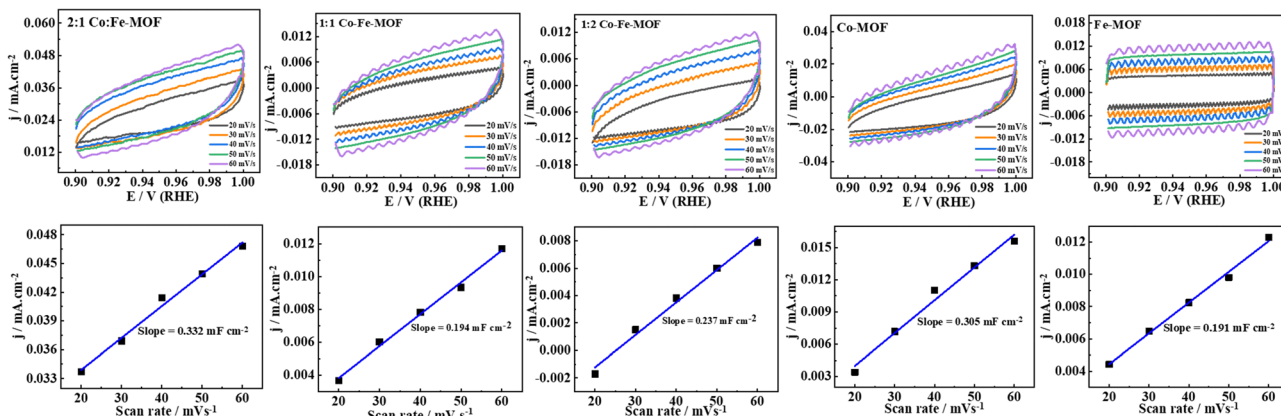 2:1 Co:Fe-MOF
j / mA.cm-2
0.060
0.048
0.036
0.024
0.012
20 mV/s
30 mV/s
40 mV/s
50 mV/s
60 mV/s
0.90 0.92 0.94 0.96 0.98 1.00
E / V (RHE)
1:1 Co-Fe-MOF
j / mA.cm-2
0.012
0.006
0.000
-0.006
-0.012
-0.018
20 mV/s
30 mV/s
40 mV/s
50 mV/s
60 mV/s
0.90 0.92 0.94 0.96 0.98 1.00
E / V (RHE)
1:2 Co-Fe-MOF
j / mA.cm-2
0.012
0.006
0.000
-0.006
-0.012
-0.018
20 mV/s
30 mV/s
40 mV/s
50 mV/s
60 mV/s
0.90 0.92 0.94 0.96 0.98 1.00
E / V (RHE)
Co-MOF
j / mA.cm-2
0.04
0.02
0.00
-0.02
-0.04
20 mV/s
30 mV/s
40 mV/s
50 mV/s
60 mV/s
0.90 0.92 0.94 0.96 0.98 1.00
E / V (RHE)
Fe-MOF
j / mA.cm-2
0.018
0.012
0.006
0.000
-0.006
-0.012
-0.018
20 mV/
30 mV/
40 mV/
50 mV/
60 mV/
0.90 0.92 0.94 0.96 0.98 1.00
E / V (RHE)
j / mA.cm-2
0.048
0.045
0.042
0.039
0.036
0.033
Slope = 0.332 mF cm-2
20 30 40 50 60
Scan rate / mVs-1
j / mA.cm-2
0.012
0.010
0.008
0.006
0.004
Slope = 0.194 mF cm-2
20 30 40 50 60
Scan rate / mVs-1
j / mA.cm-2
0.008
0.006
0.004
0.002
0.000
-0.002
Slope = 0.237 mF cm-2
20 30 40 50 60
Scan rate / mVs-1
j / mA.cm-2
0.015
0.012
0.009
0.006
0.003
Slope = 0.305 mF cm-2
20 30 40 50 60
Scan rate / mVs-1
j / mA.cm-2
0.012
0.010
0.008
0.006
0.004
Slope = 0.191 mF cm-2
20 30 40 50 60
Scan rate / mVs-1